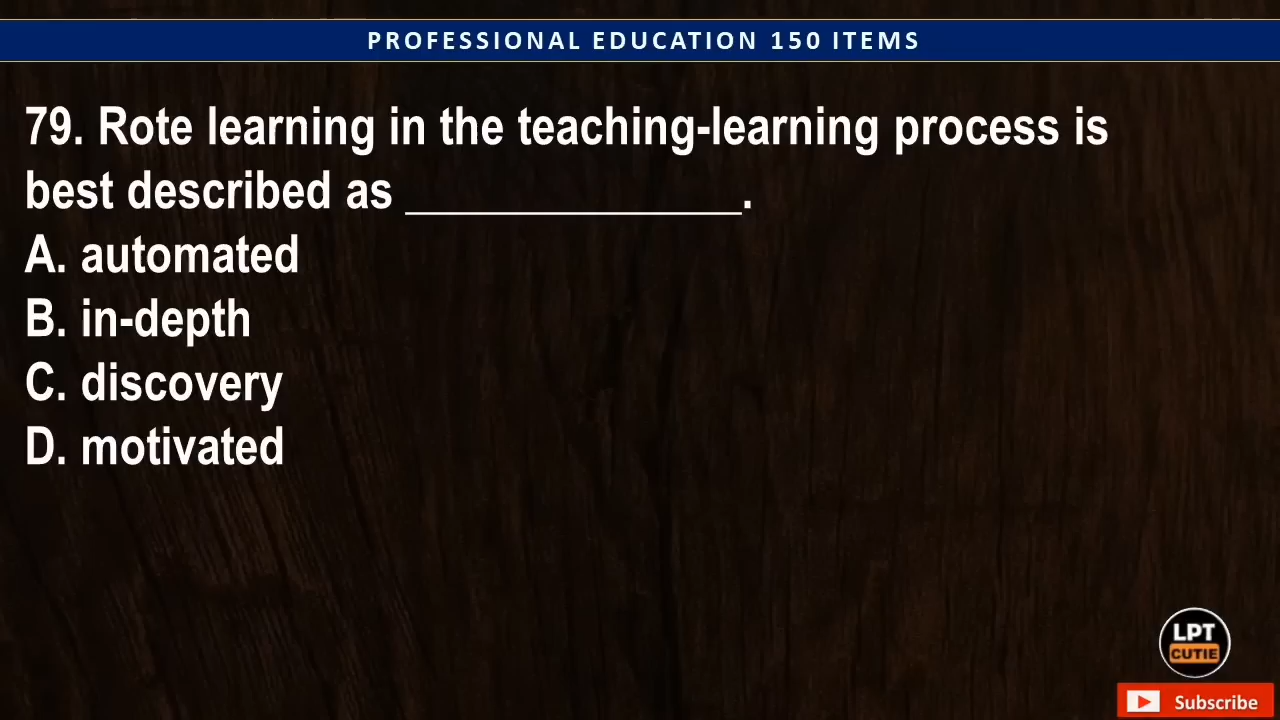 PROFESSIONAL EDUCATION 150 ITEMS
79. Rote learning in the teaching-learning process is
best described as _______________.
A. automated
B. in-depth
C. discovery
D. motivated
LPT
CUTIE
Subscribe